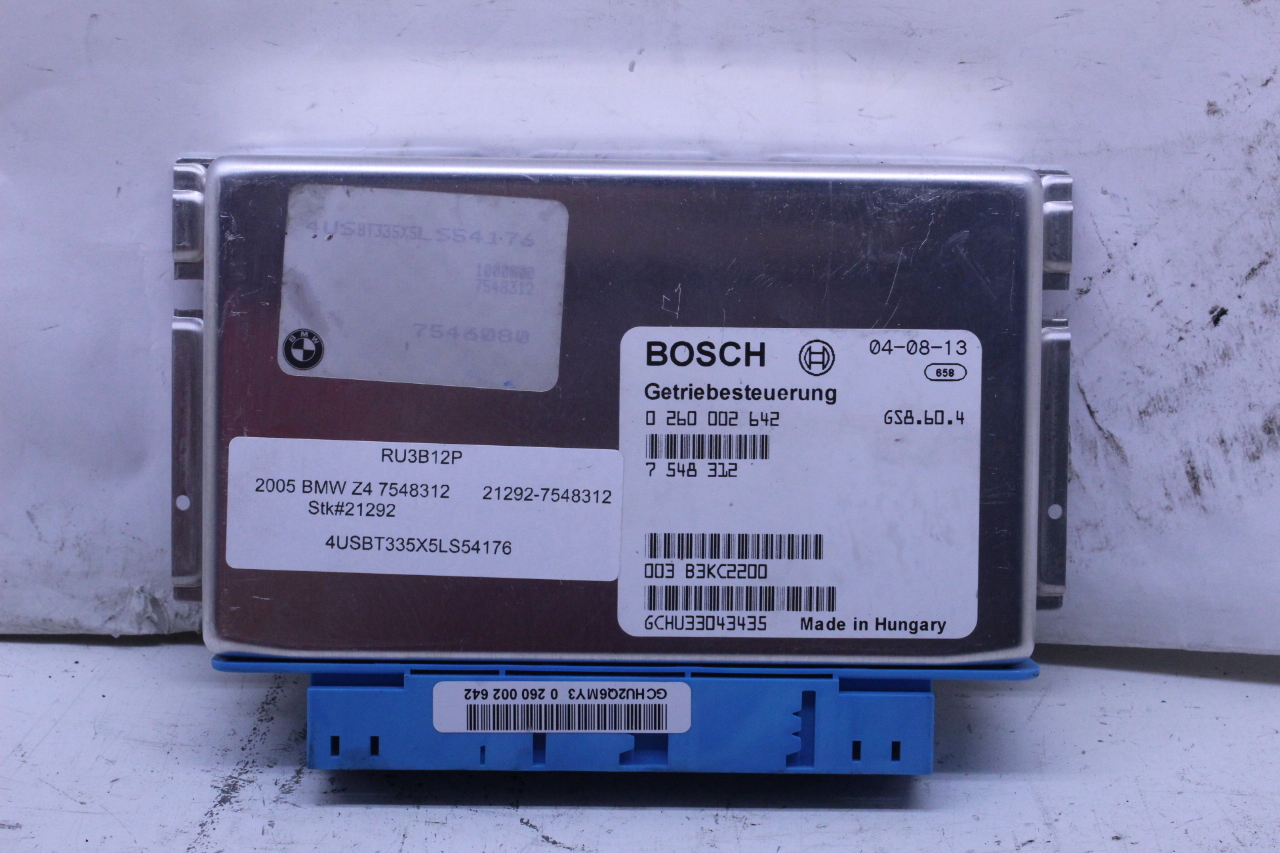 4USBT335X5LS54176
7548312
7546080
BMW
BOSCH
04-08-13
658
Getriebesteuerung
0 260 002 642 GS8.60.4
7 548 312
003 B3KC2200
GCHU33043435 Made in Hungary
RU3B12P
2005 BMW Z4 7548312 21292-7548312
Stk#21292
4USBT335X5LS54176
GCHU2Q6MY3 0 260 002 642